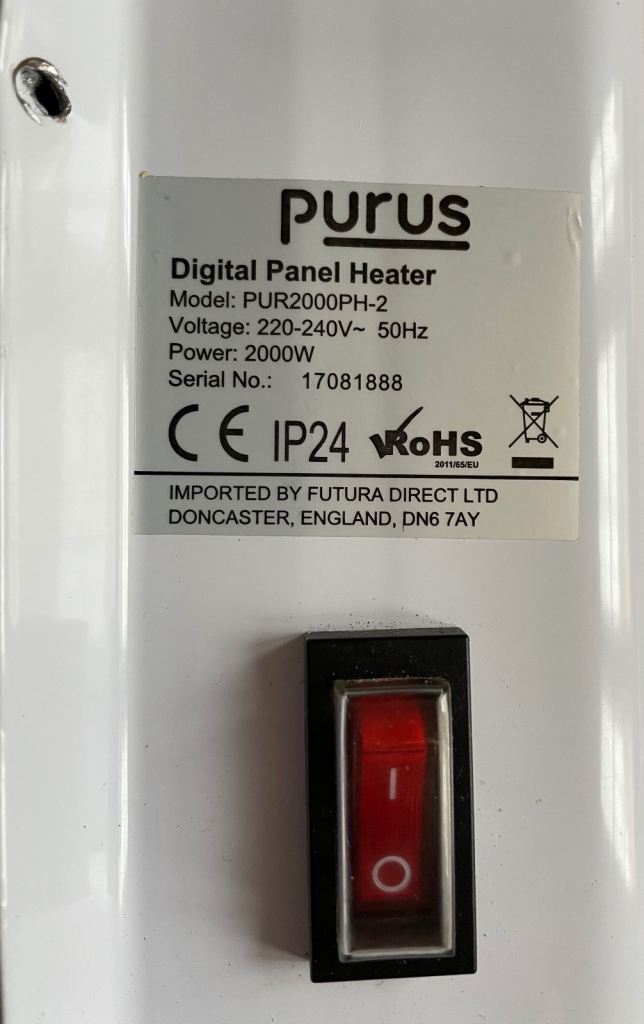 purus
Digital Panel Heater
Model: PUR2000PH-2
Voltage: 220-240V~ 50Hz
Power: 2000W
Serial No.: 17081888
CE IP24 RoHS
2011/65/EU
IMPORTED BY FUTURA DIRECT LTD
DONCASTER, ENGLAND, DN6 7AY
I
O